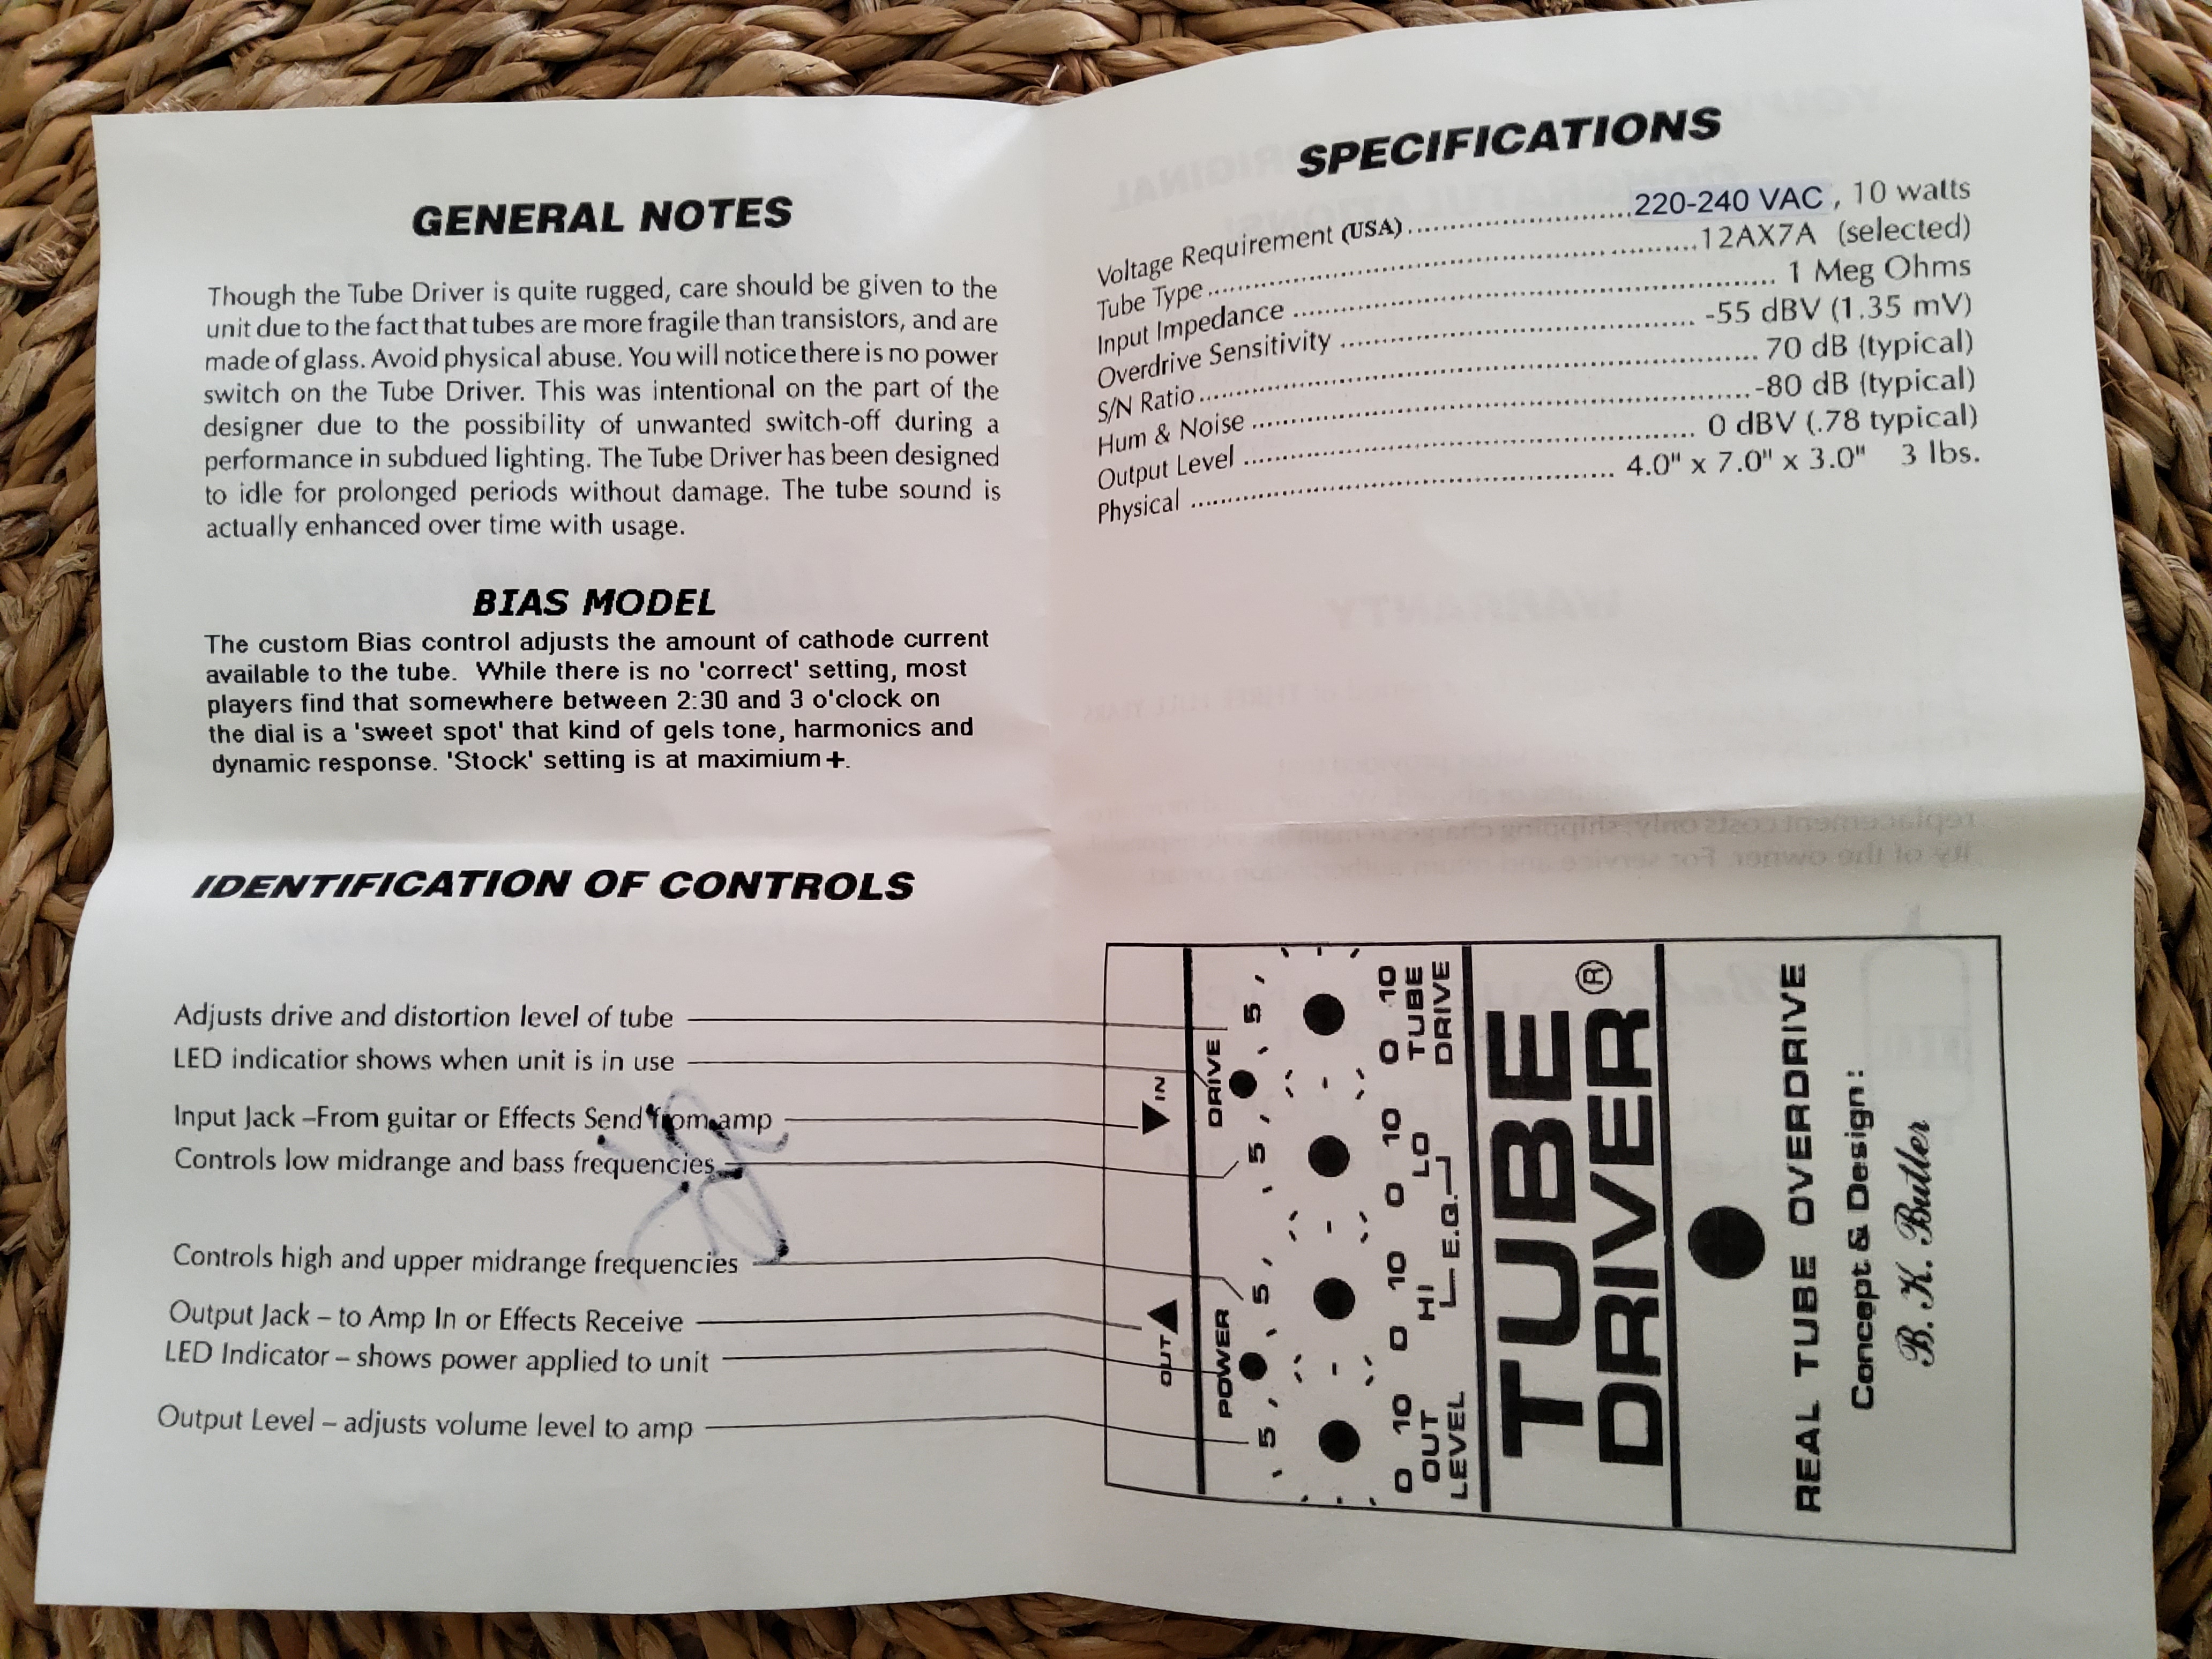 GENERAL NOTES
Though the Tube Driver is quite rugged, care should be given to the
unit due to the fact that tubes are more fragile than transistors, and are
made of glass. Avoid physical abuse. You will notice there is no power
switch on the Tube Driver. This was intentional on the part of the
designer due to the possibility of unwanted switch-off during a
performance in subdued lighting. The Tube Driver has been designed
to idle for prolonged periods without damage. The tube sound is
actually enhanced over time with usage.
BIAS MODEL
The custom Bias control adjusts the amount of cathode current
available to the tube.  While there is no 'correct' setting, most
players find that somewhere between 2:30 and 3 o'clock on
the dial is a 'sweet spot' that kind of gels tone, harmonics and
dynamic response. 'Stock' setting is at maximium+.
IDENTIFICATION OF CONTROLS
Adjusts drive and distortion level of tube
LED indicatior shows when unit is in use
Input Jack –From guitar or Effects Send from amp
Controls low midrange and bass frequencies
Controls high and upper midrange frequencies
Output Jack – to Amp In or Effects Receive
LED Indicator – shows power applied to unit
Output Level – adjusts volume level to amp
SPECIFICATIONS
Voltage Requirement (USA) 220-240 VAC, 10 watts
Tube Type 12AX7A (selected)
Input Impedance 1 Meg Ohms
Overdrive Sensitivity -55 dBV (1.35 mV)
S/N Ratio 70 dB (typical)
Hum & Noise -80 dB (typical)
Output Level 0 dBV (.78 typical)
Physical 4.0" x 7.0" x 3.0" 3 lbs.
OUT IN
POWER DRIVE
5 5 5 5
0 10 0 10 0 10 0 10
OUT LEVEL
HI LO
E.Q.
TUBE DRIVE
TUBE
DRIVER®
REAL TUBE OVERDRIVE
Concept & Design:
B. K. Butler